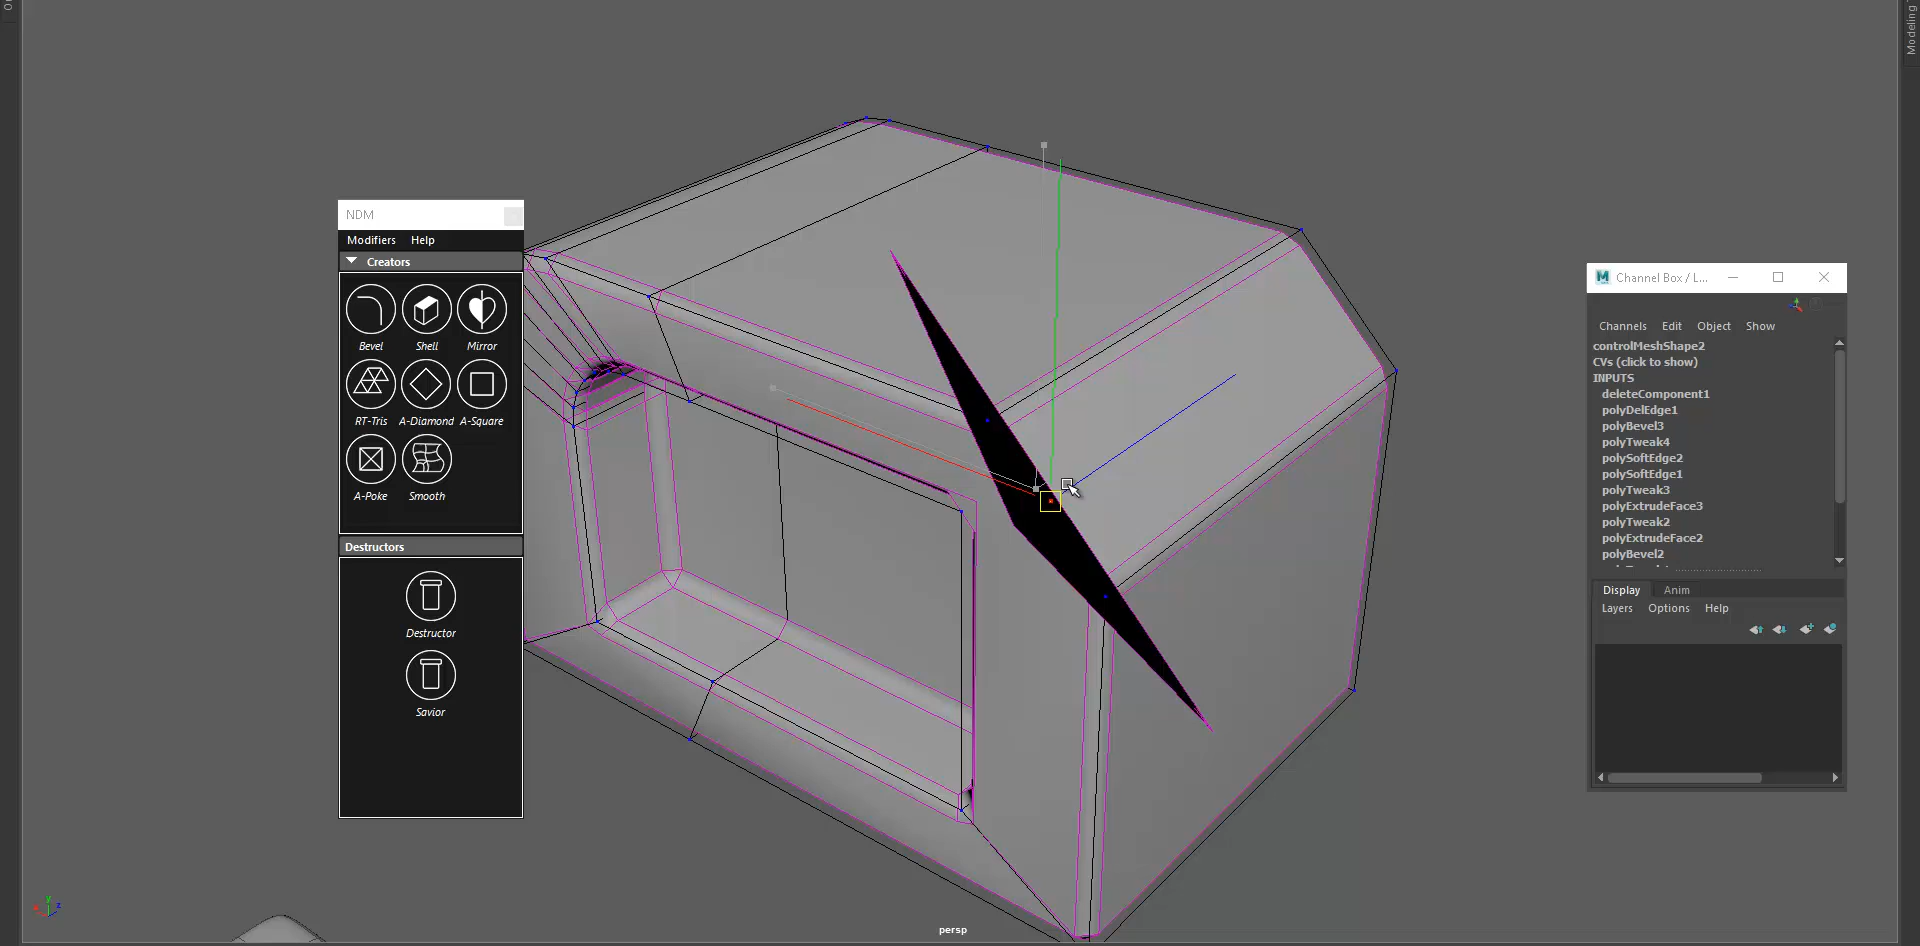 Modeling
NDM
Modifiers Help
Creators
Bevel Shell Mirror
RT-Tris A-Diamond A-Square
A-Poke Smooth
Destructors
Destructor
Savior
Channel Box / L...
Channels Edit Object Show
controlMeshShape2
CVs (click to show)
INPUTS
deleteComponent1
polyDelEdge1
polyBevel3
polyTweak4
polySoftEdge2
polySoftEdge1
polyTweak3
polyExtrudeFace3
polyTweak2
polyExtrudeFace2
polyBevel2
Display Anim
Layers Options Help
y
x z
persp